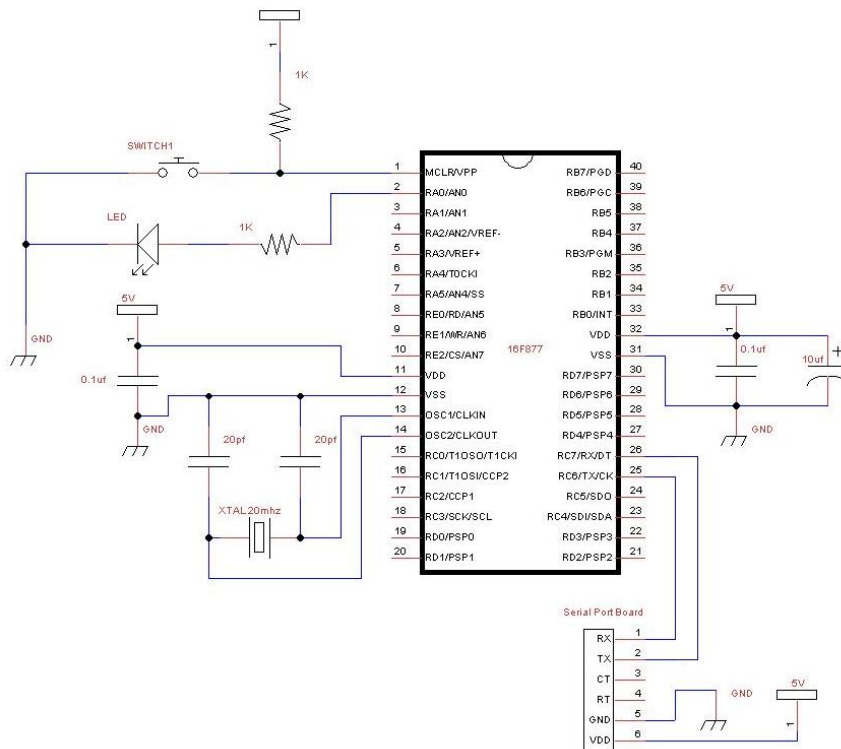 1
1K
SWITCH1
1 MCLR/VPP RB7/PGD 40
2 RA0/AN0 RB6/PGC 39
3 RA1/AN1 RB5 38
LED
1K
4 RA2/AN2/VREF- RB4 37
5 RA3/VREF+ RB3/PGM 36
6 RA4/T0CKI RB2 35
7 RA5/AN4/SS RB1 34
5V
5V
8 RE0/RD/AN5 RB0/INT 33
GND
1
9 RE1/WR/AN6 16F877 VDD 32
1
10 RE2/CS/AN7 VSS 31
0.1uf
+
10uf
0.1uf
11 VDD RD7/PSP7 30
12 VSS RD6/PSP6 29
13 OSC1/CLKIN RD5/PSP5 28
GND
GND
14 OSC2/CLKOUT RD4/PSP4 27
20pf
20pf
15 RC0/T1OSO/T1CKI RC7/RX/DT 26
16 RC1/T1OSI/CCP2 RC6/TX/CK 25
17 RC2/CCP1 RC5/SDO 24
XTAL20mhz
18 RC3/SCK/SCL RC4/SDI/SDA 23
19 RD0/PSP0 RD3/PSP3 22
20 RD1/PSP1 RD2/PSP2 21
Serial Port Board
RX 1
TX 2
CT 3
RT 4
GND
5V
GND 5
1
VDD 6